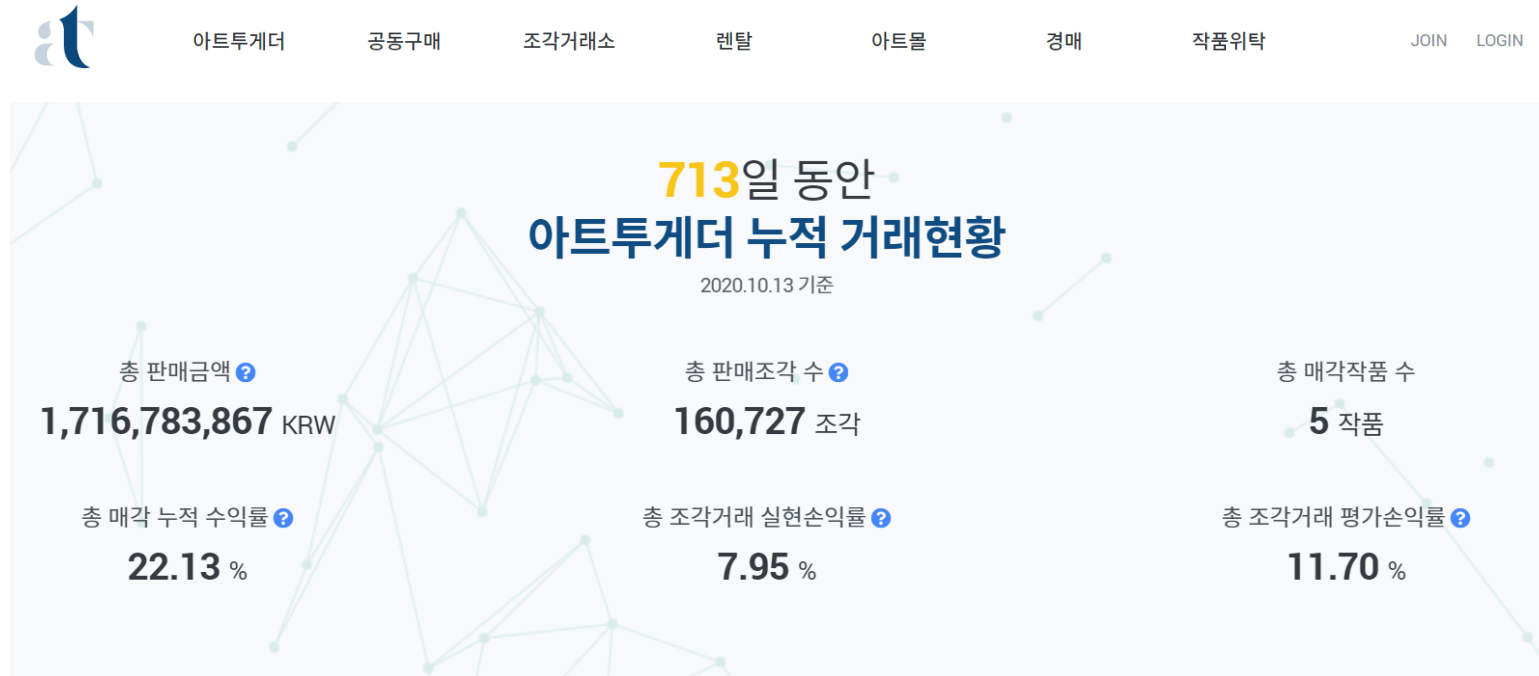 at
아트투게더 공동구매 조각거래소 렌탈 아트몰 경매 작품위탁 JOIN LOGIN
713일 동안
아트투게더 누적 거래현황
2020.10.13 기준
총 판매금액 ? 총 판매조각 수 ? 총 매각작품 수
1,716,783,867 KRW 160,727 조각 5 작품
총 매각 누적 수익률 ? 총 조각거래 실현손익률 ? 총 조각거래 평가손익률 ?
22.13 % 7.95 % 11.70 %